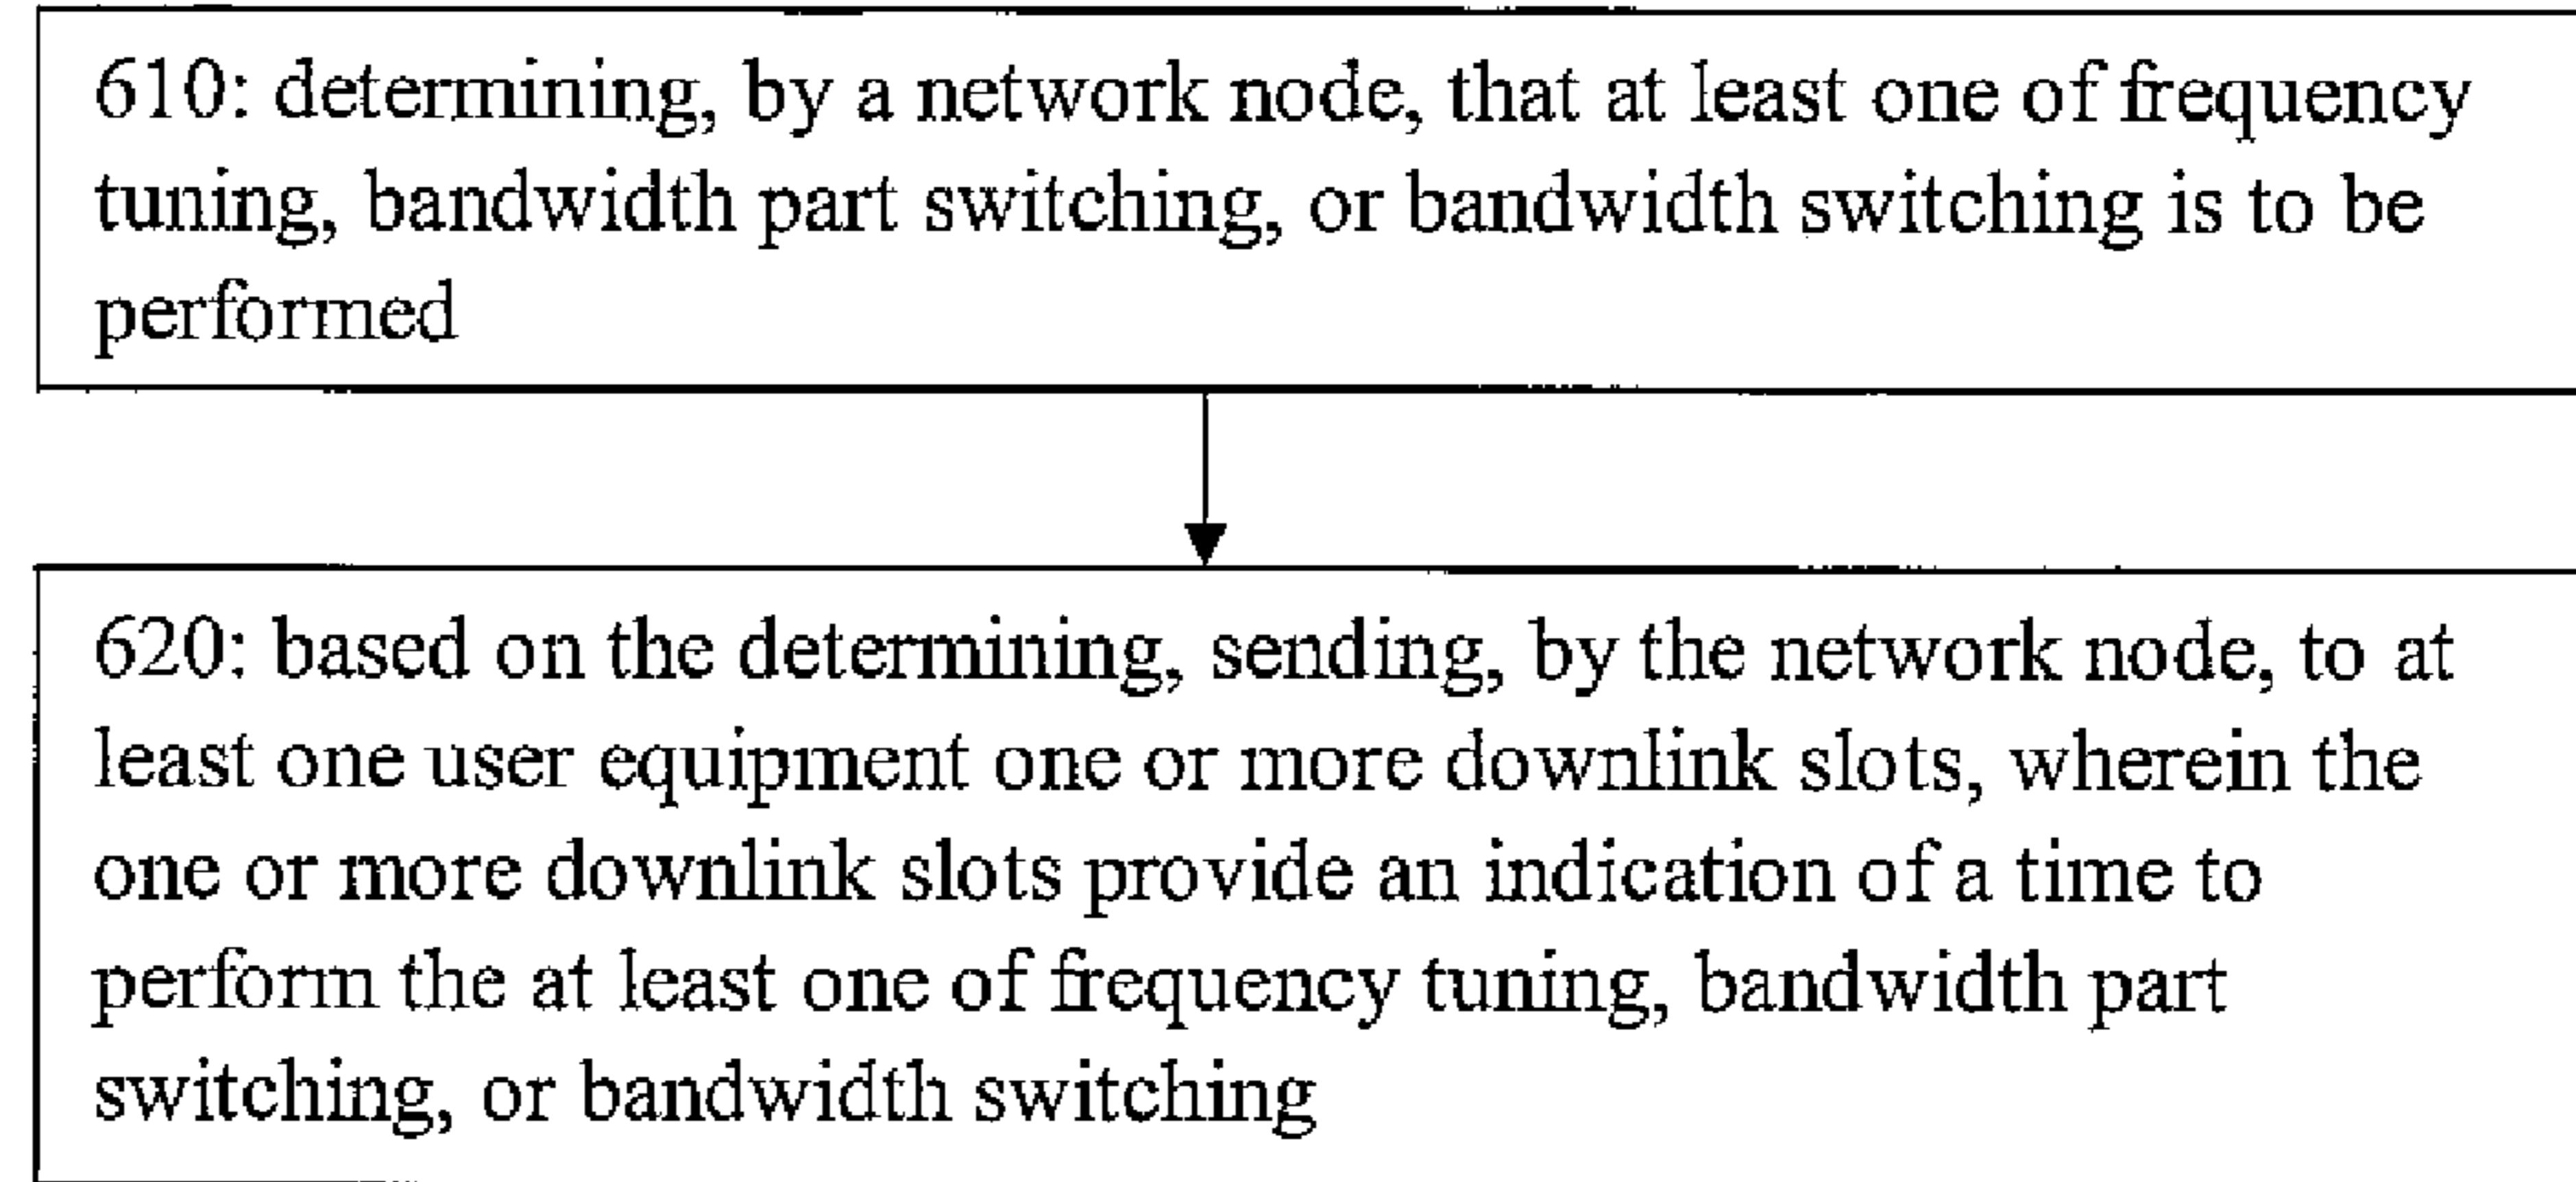 610: determining, by a network node, that at least one of frequency
tuning, bandwidth part switching, or bandwidth switching is to be
performed
620: based on the determining, sending, by the network node, to at
least one user equipment one or more downlink slots, wherein the
one or more downlink slots provide an indication of a time to
perform the at least one of frequency tuning, bandwidth part
switching, or bandwidth switching